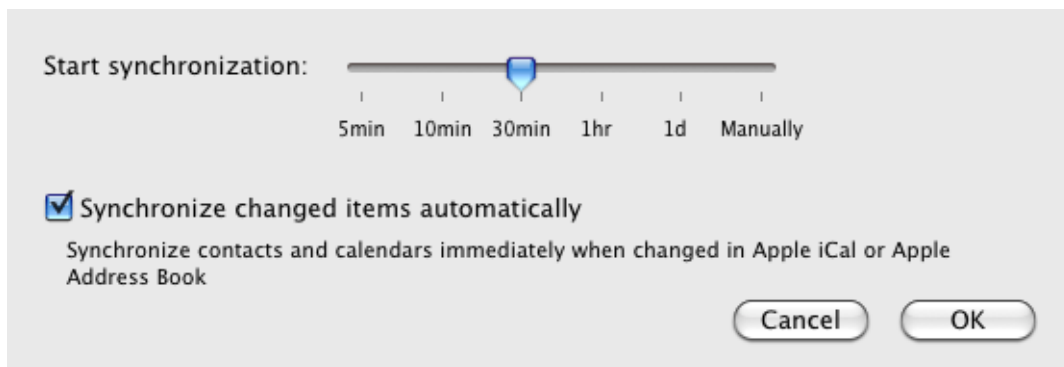 Start synchronization:
5min 10min 30min 1hr 1d Manually
Synchronize changed items automatically
Synchronize contacts and calendars immediately when changed in Apple iCal or Apple
Address Book
Cancel OK